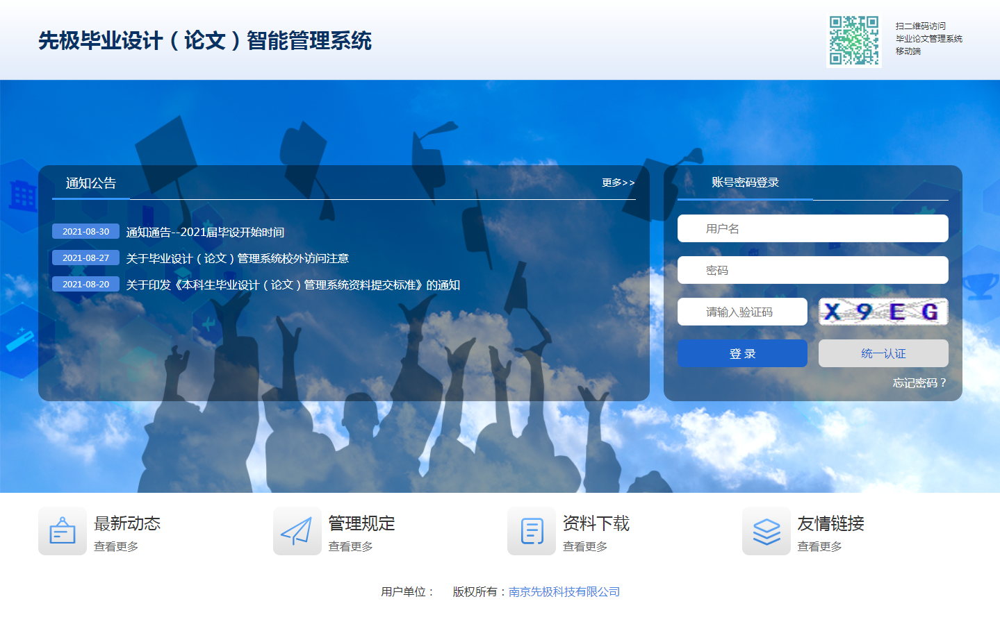 先极毕业设计（论文）智能管理系统
扫二维码访问
毕业论文管理系统
移动端
通知公告
更多>>
2021-08-30 通知通告--2021届毕设开始时间
2021-08-27 关于毕业设计（论文）管理系统校外访问注意
2021-08-20 关于印发《本科生毕业设计（论文）管理系统资料提交标准》的通知
账号密码登录
用户名
密码
请输入验证码
X9EG
登 录
统一认证
忘记密码？
最新动态
查看更多
管理规定
查看更多
资料下载
查看更多
友情链接
查看更多
用户单位： 版权所有：南京先极科技有限公司